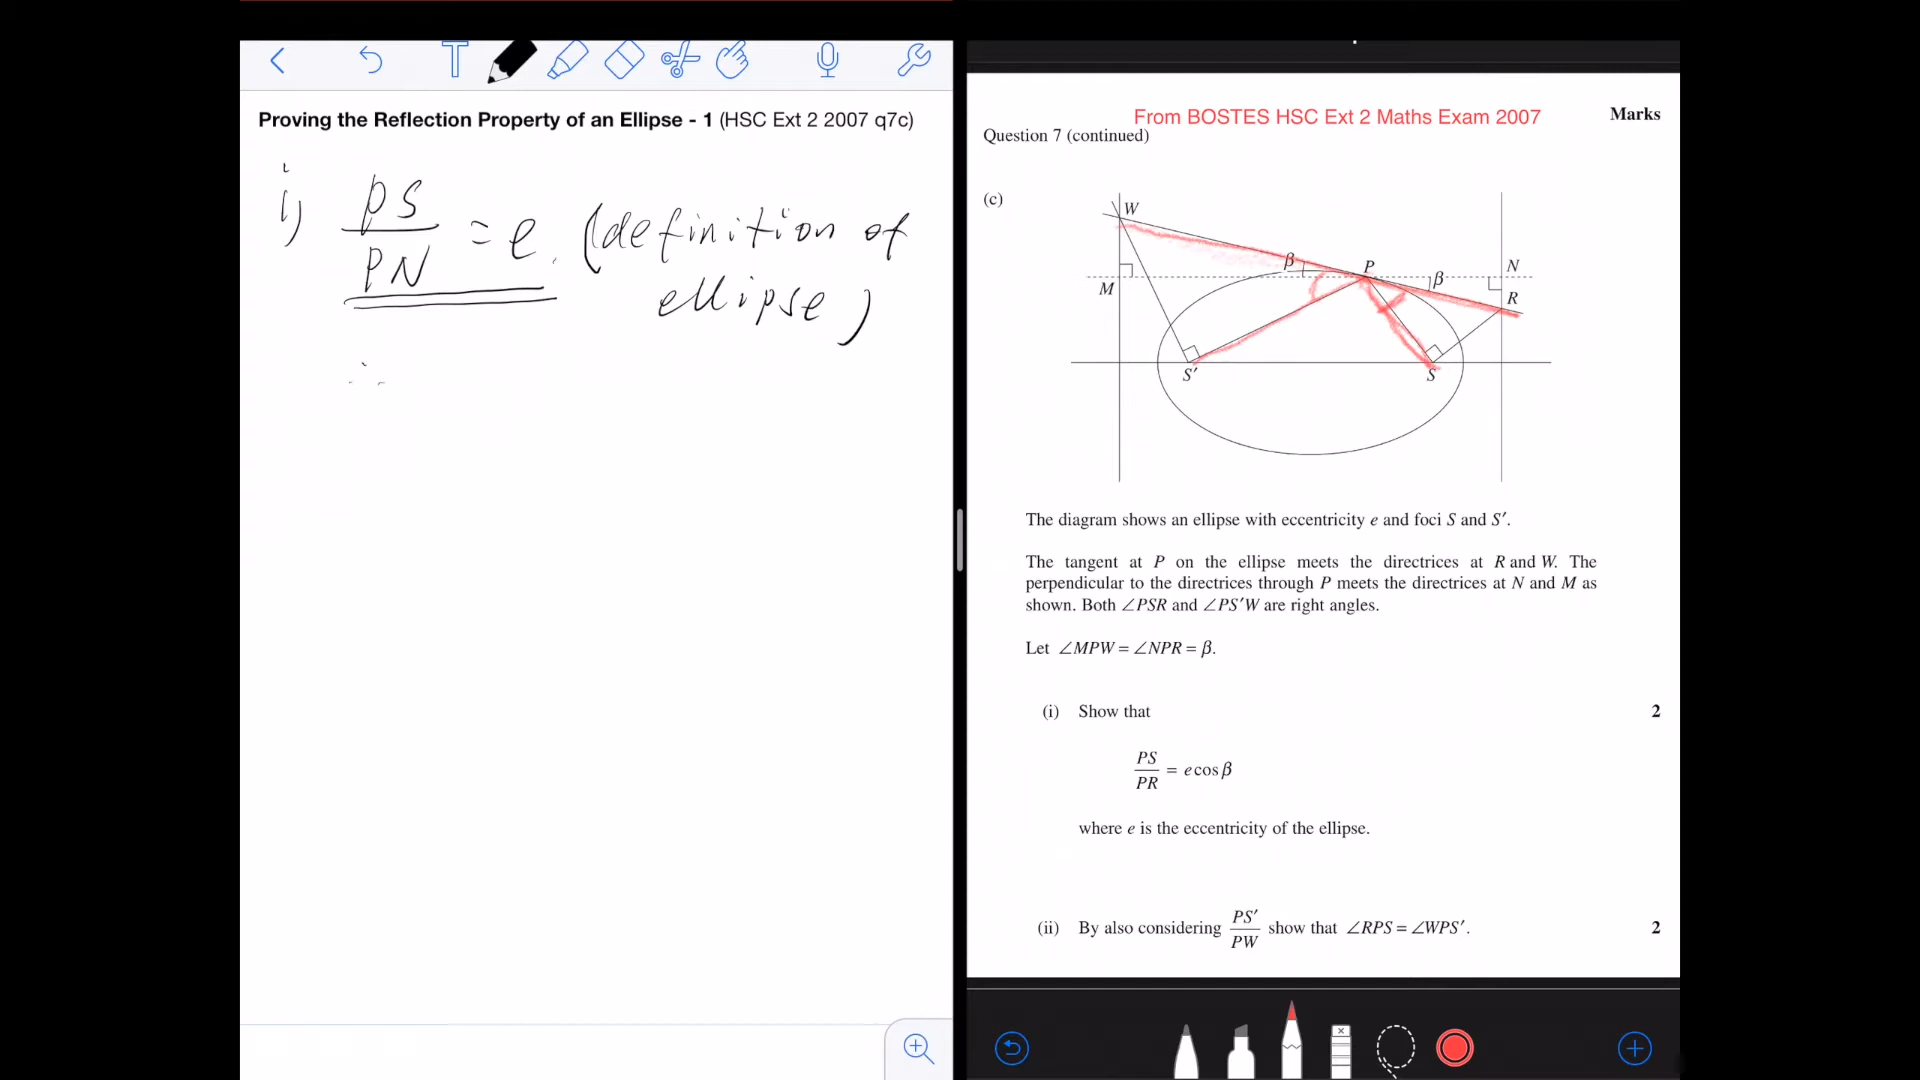 Proving the Reflection Property of an Ellipse - 1 (HSC Ext 2 2007 q7c)
i) PS
PN = e. (definition of
ellipse)
∴
From BOSTES HSC Ext 2 Maths Exam 2007
Marks
Question 7 (continued)
(c)
W
β
P
N
β
M
R
S′
S
The diagram shows an ellipse with eccentricity e and foci S and S′.
The tangent at P on the ellipse meets the directrices at R and W. The
perpendicular to the directrices through P meets the directrices at N and M as
shown. Both ∠PSR and ∠PS′W are right angles.
Let ∠MPW = ∠NPR = β.
(i) Show that 2
PS
PR = e cos β
where e is the eccentricity of the ellipse.
(ii) By also considering PS′/PW show that ∠RPS = ∠WPS′. 2